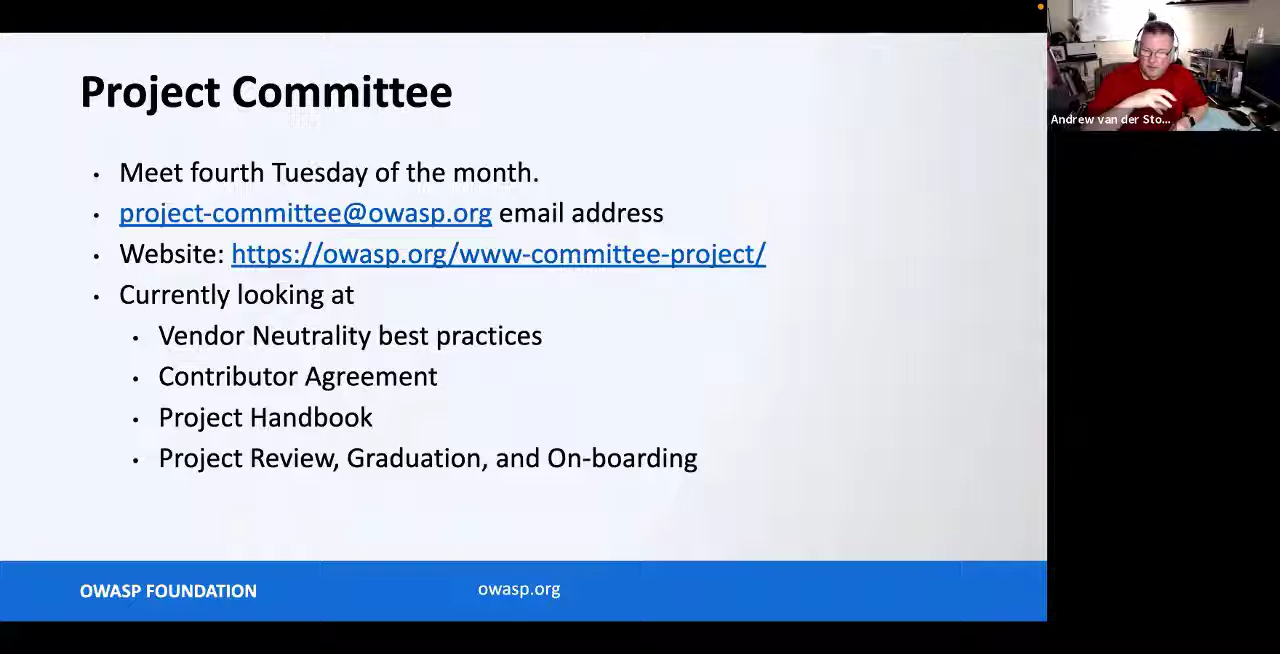 Project Committee
• Meet fourth Tuesday of the month.
• project-committee@owasp.org email address
• Website: https://owasp.org/www-committee-project/
• Currently looking at
• Vendor Neutrality best practices
• Contributor Agreement
• Project Handbook
• Project Review, Graduation, and On-boarding
OWASP FOUNDATION
owasp.org
Andrew van der Sto...